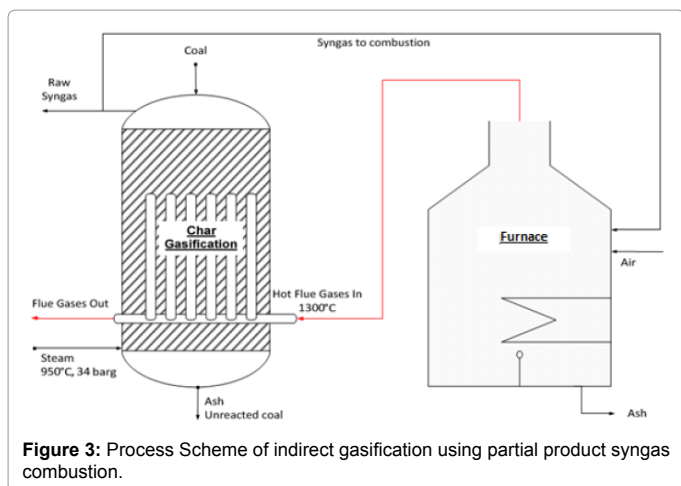 Syngas to combustion
Coal
Raw
Syngas
Char
Gasification
Furnace
Air
Flue Gases Out
Hot Flue Gases In
1300°C
Steam
950°C, 34 barg
Ash
Unreacted coal
Ash
Figure 3: Process Scheme of indirect gasification using partial product syngas
combustion.